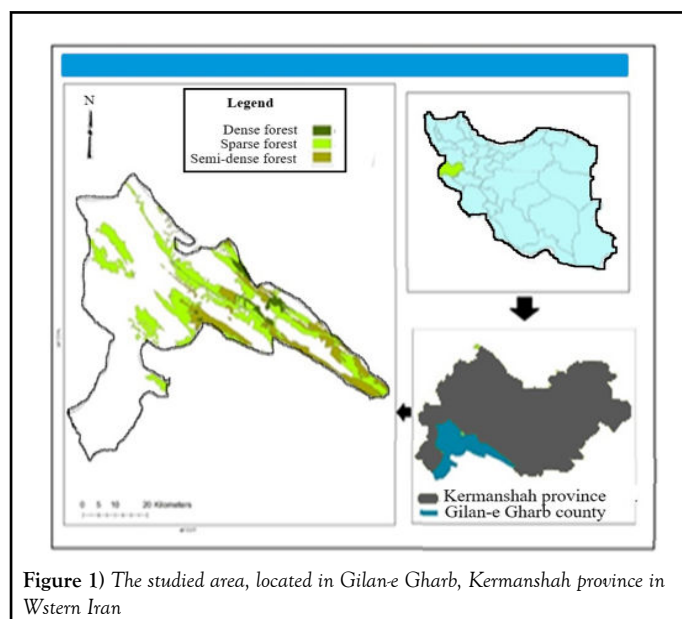 N
Legend
Dense forest
Sparse forest
Semi-dense forest
0 5 10 20 Kilometers
Kermanshah province
Gilan-e Gharb county
Figure 1) The studied area, located in Gilan-e Gharb, Kermanshah province in
Wstern Iran